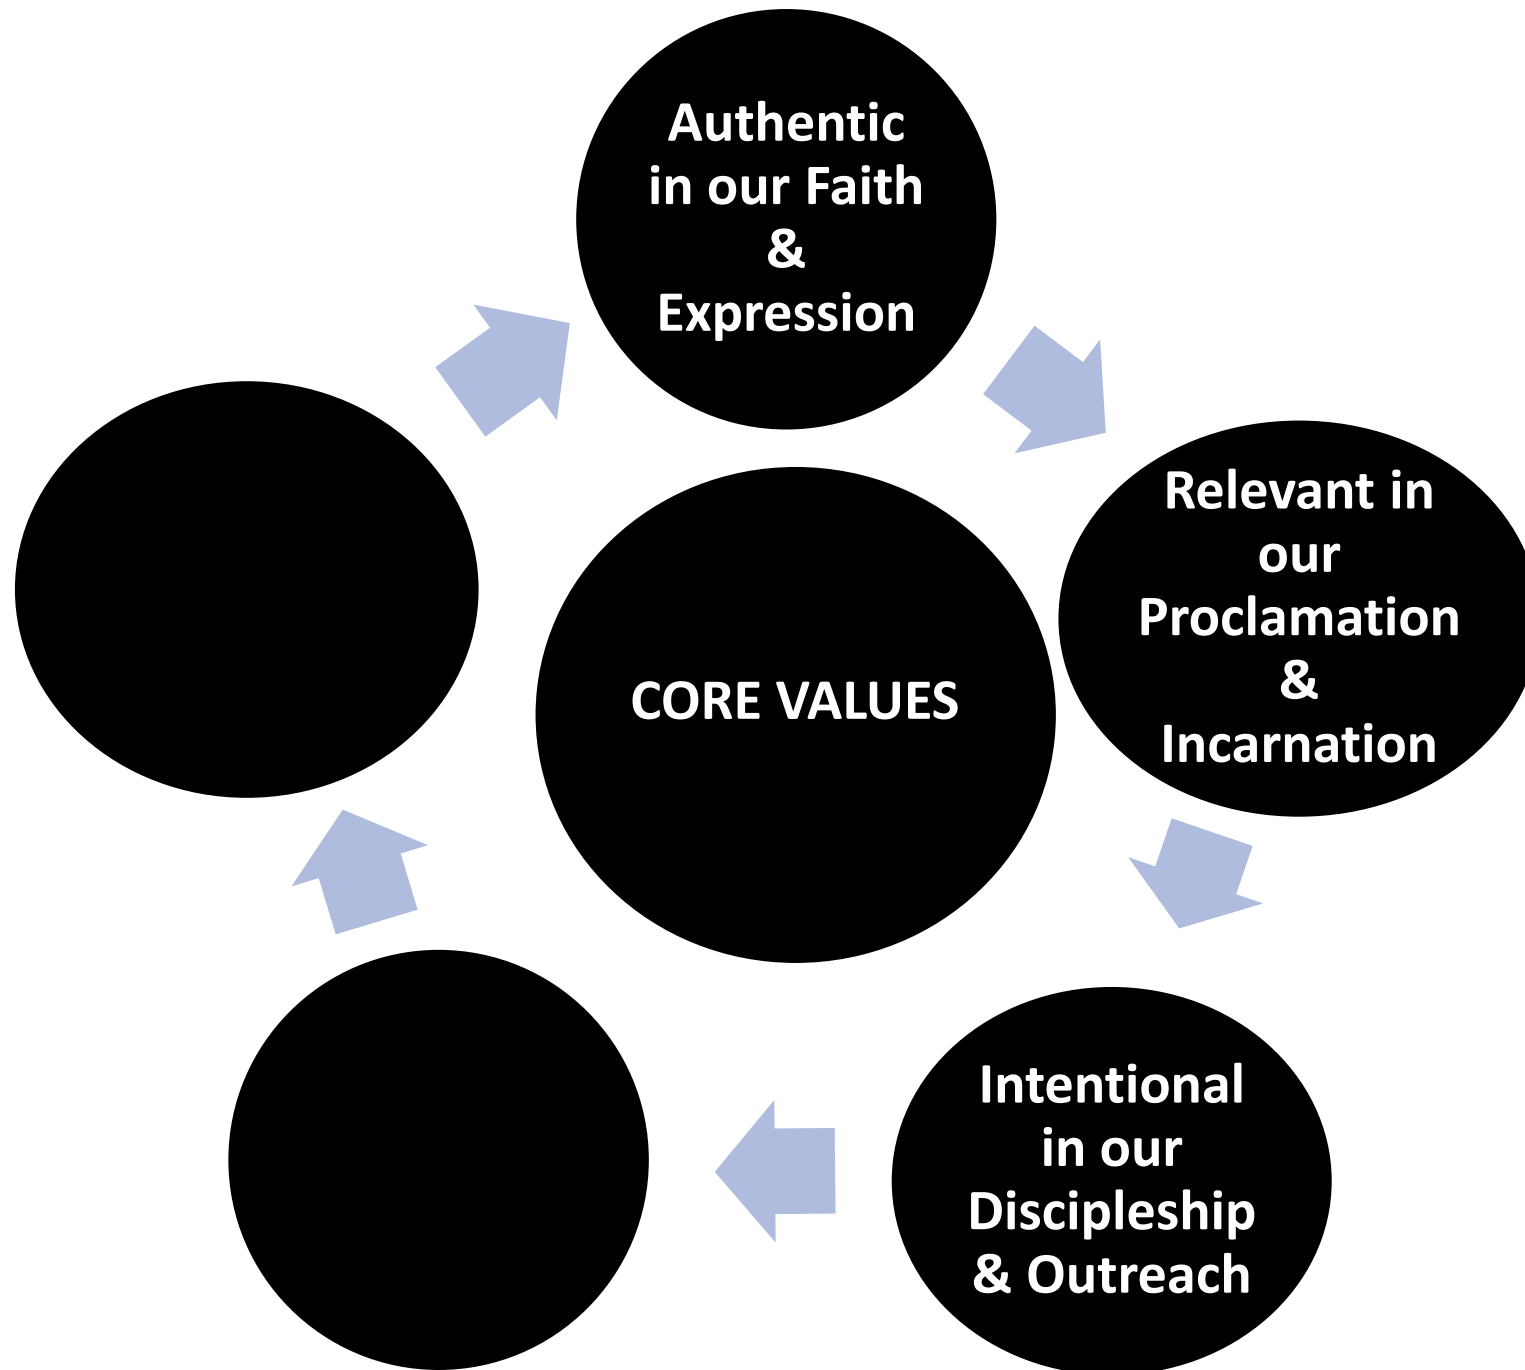 Authentic
in our Faith
&
Expression
Relevant in
our
Proclamation
&
Incarnation
CORE VALUES
Intentional
in our
Discipleship
& Outreach